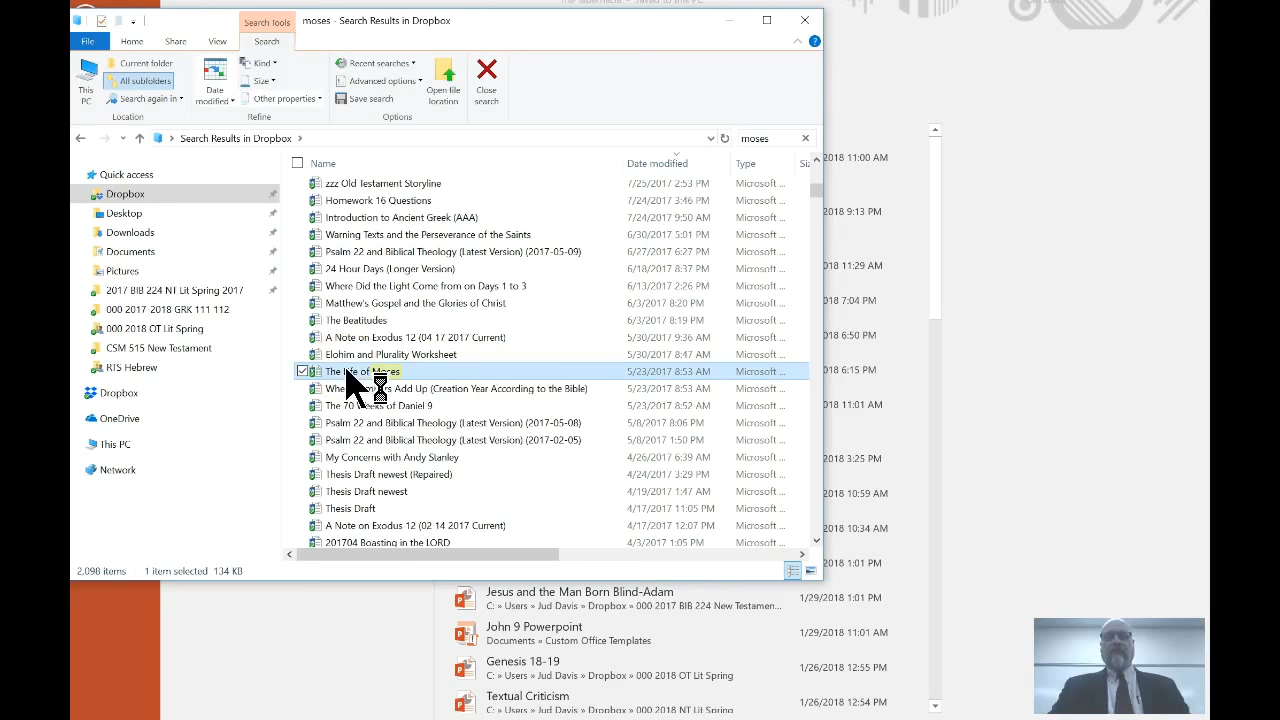 The Tabernacle - Saved to this PC
moses - Search Results in Dropbox
Search Tools
File
Home
Share
View
Search
This PC
Current folder
All subfolders
Search again in
Location
Date modified
Kind
Size
Other properties
Refine
Recent searches
Advanced options
Save search
Options
Open file location
Close search
Search Results in Dropbox
moses
Quick access
Dropbox
Desktop
Downloads
Documents
Pictures
2017 BIB 224 NT Lit Spring 2017
000 2017-2018 GRK 111 112
000 2018 OT Lit Spring
CSM 515 New Testament
RTS Hebrew
Dropbox
OneDrive
This PC
Network
Name Date modified Type
zzz Old Testament Storyline 7/25/2017 2:53 PM Microsoft ...
Homework 16 Questions 7/24/2017 3:46 PM Microsoft ...
Introduction to Ancient Greek (AAA) 7/24/2017 9:50 AM Microsoft ...
Warning Texts and the Perseverance of the Saints 6/30/2017 5:01 PM Microsoft ...
Psalm 22 and Biblical Theology (Latest Version) (2017-05-09) 6/27/2017 6:27 PM Microsoft ...
24 Hour Days (Longer Version) 6/18/2017 8:37 PM Microsoft ...
Where Did the Light Come from on Days 1 to 3 6/13/2017 2:26 PM Microsoft ...
Matthew's Gospel and the Glories of Christ 6/3/2017 8:20 PM Microsoft ...
The Beatitudes 6/3/2017 8:19 PM Microsoft ...
A Note on Exodus 12 (04 17 2017 Current) 5/30/2017 9:36 AM Microsoft ...
Elohim and Plurality Worksheet 5/30/2017 8:47 AM Microsoft ...
The Life of Moses 5/23/2017 8:53 AM Microsoft ...
Add Up (Creation Year According to the Bible) 5/23/2017 8:53 AM Microsoft ...
The 70 Weeks of Daniel 9 5/23/2017 8:52 AM Microsoft ...
Psalm 22 and Biblical Theology (Latest Version) (2017-05-08) 5/8/2017 8:06 PM Microsoft ...
Psalm 22 and Biblical Theology (Latest Version) (2017-02-05) 5/8/2017 1:50 PM Microsoft ...
My Concerns with Andy Stanley 4/26/2017 6:39 AM Microsoft ...
Thesis Draft newest (Repaired) 4/24/2017 3:29 PM Microsoft ...
Thesis Draft newest 4/19/2017 1:47 AM Microsoft ...
Thesis Draft 4/17/2017 11:05 PM Microsoft ...
A Note on Exodus 12 (02 14 2017 Current) 4/17/2017 12:07 PM Microsoft ...
201704 Boasting in the LORD 4/3/2017 1:05 PM Microsoft ...
2,098 items 1 item selected 134 KB
2018 11:00 AM
018 9:13 PM
018 11:29 AM
018 7:04 PM
018 6:50 PM
018 6:15 PM
018 11:01 AM
018 3:25 PM
018 10:59 AM
018 10:34 AM
018 1:01 PM
Jesus and the Man Born Blind-Adam 1/29/2018 1:01 PM
C: » Users » Jud Davis » Dropbox » 000 2017 BIB 224 New Testamen...
John 9 Powerpoint 1/29/2018 11:01 AM
Documents » Custom Office Templates
Genesis 18-19 1/26/2018 12:55 PM
C: » Users » Jud Davis » Dropbox » 000 2018 OT Lit Spring
Textual Criticism 1/26/2018 12:54 PM
C: » Users » Jud Davis » Dropbox » 000 2018 NT Lit Spring